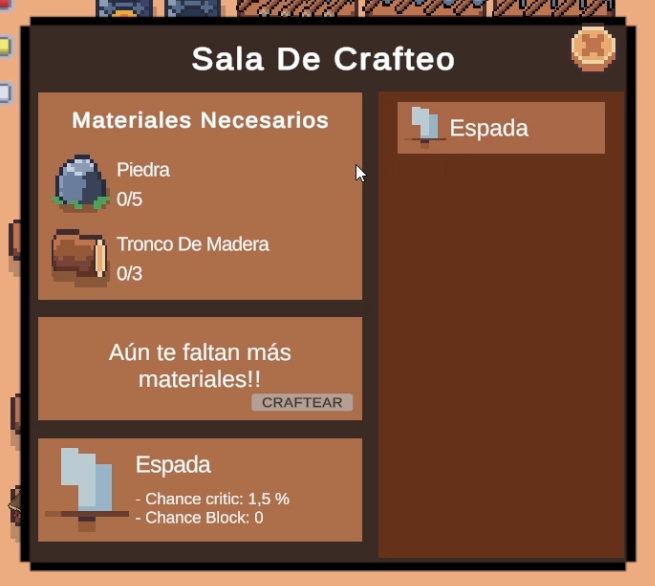 Sala De Crafteo
Materiales Necesarios
Piedra
0/5
Tronco De Madera
0/3
Aún te faltan más
materiales!!
CRAFTEAR
Espada
- Chance critic: 1,5 %
- Chance Block: 0
Espada